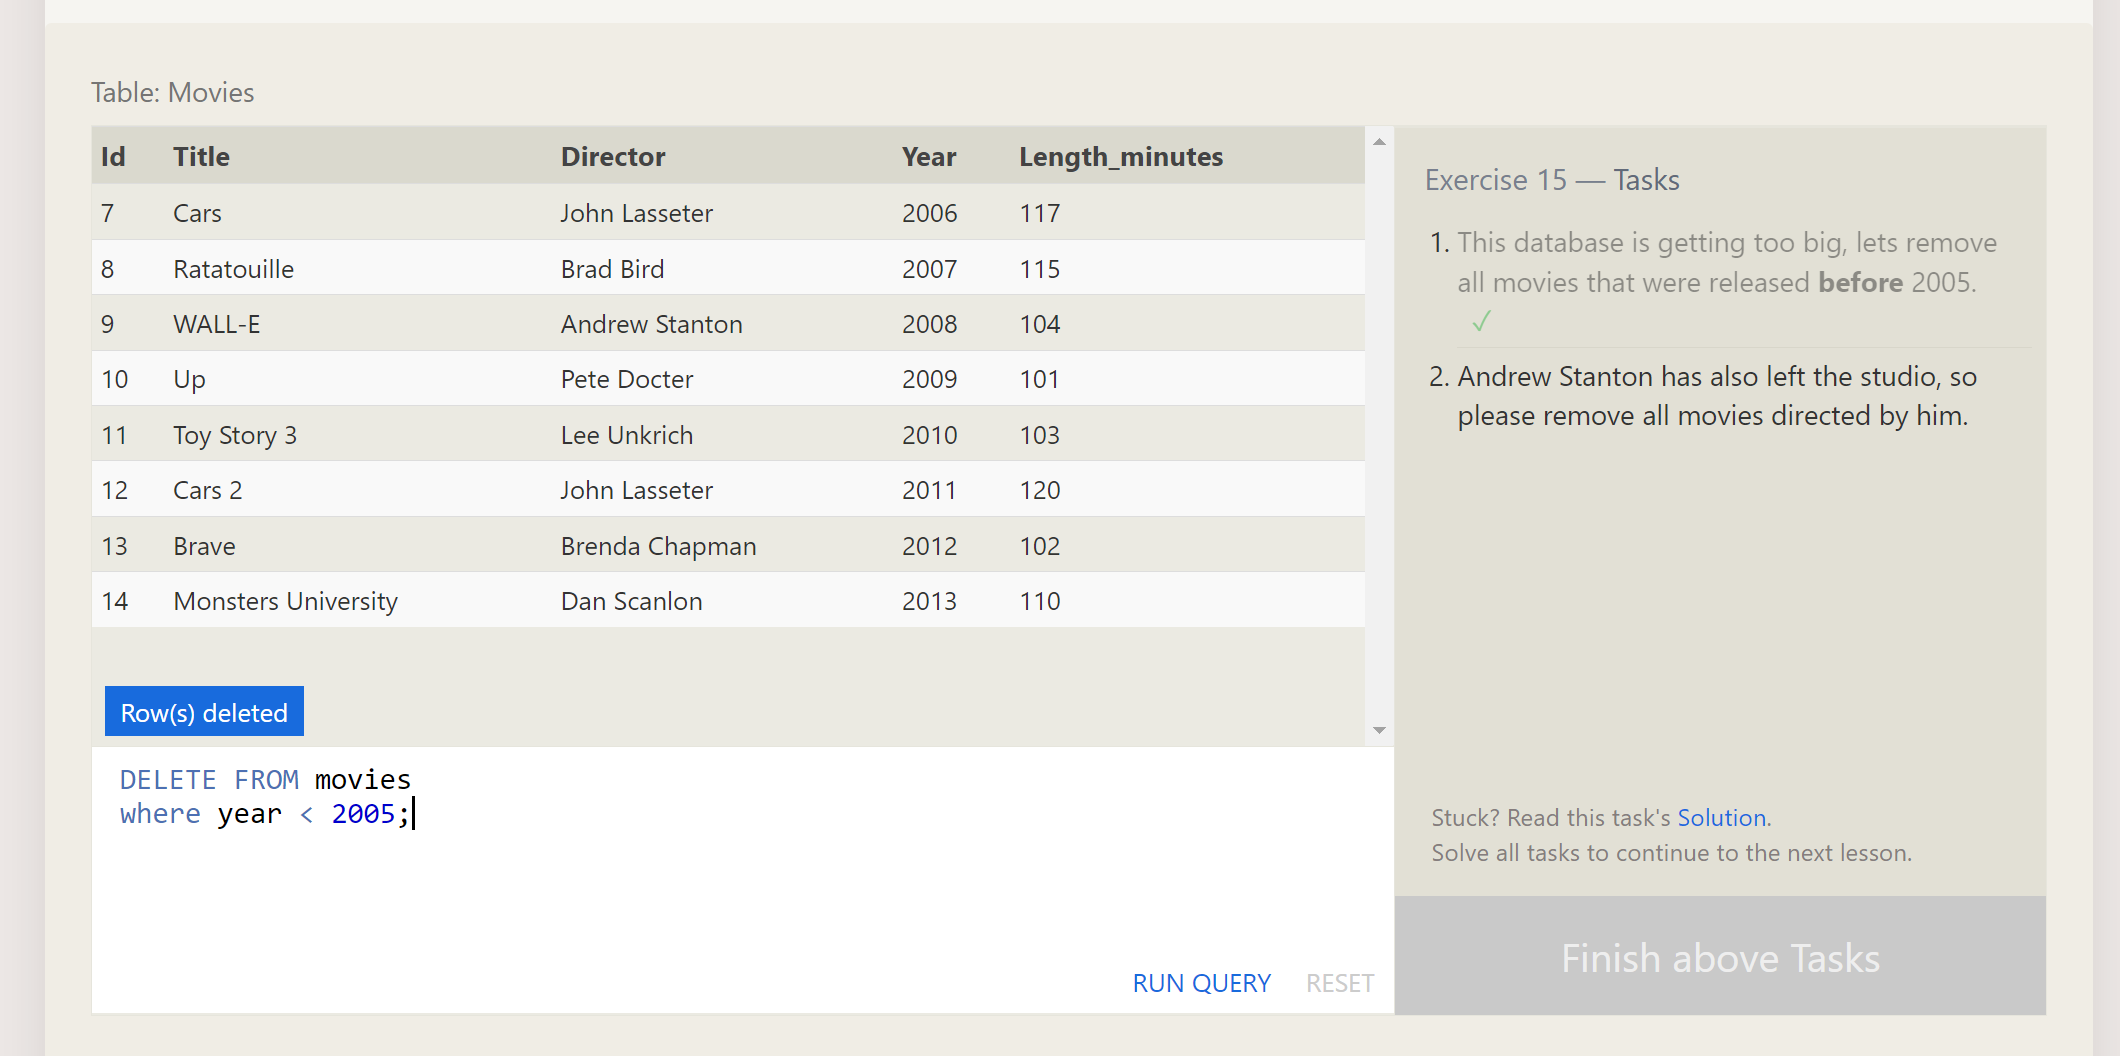 Table: Movies
Id Title Director Year Length_minutes
7 Cars John Lasseter 2006 117
8 Ratatouille Brad Bird 2007 115
9 WALL-E Andrew Stanton 2008 104
10 Up Pete Docter 2009 101
11 Toy Story 3 Lee Unkrich 2010 103
12 Cars 2 John Lasseter 2011 120
13 Brave Brenda Chapman 2012 102
14 Monsters University Dan Scanlon 2013 110
Row(s) deleted
DELETE FROM movies
where year < 2005;
RUN QUERY RESET
Exercise 15 — Tasks
1. This database is getting too big, lets remove
all movies that were released before 2005.
✓
2. Andrew Stanton has also left the studio, so
please remove all movies directed by him.
Stuck? Read this task's Solution.
Solve all tasks to continue to the next lesson.
Finish above Tasks